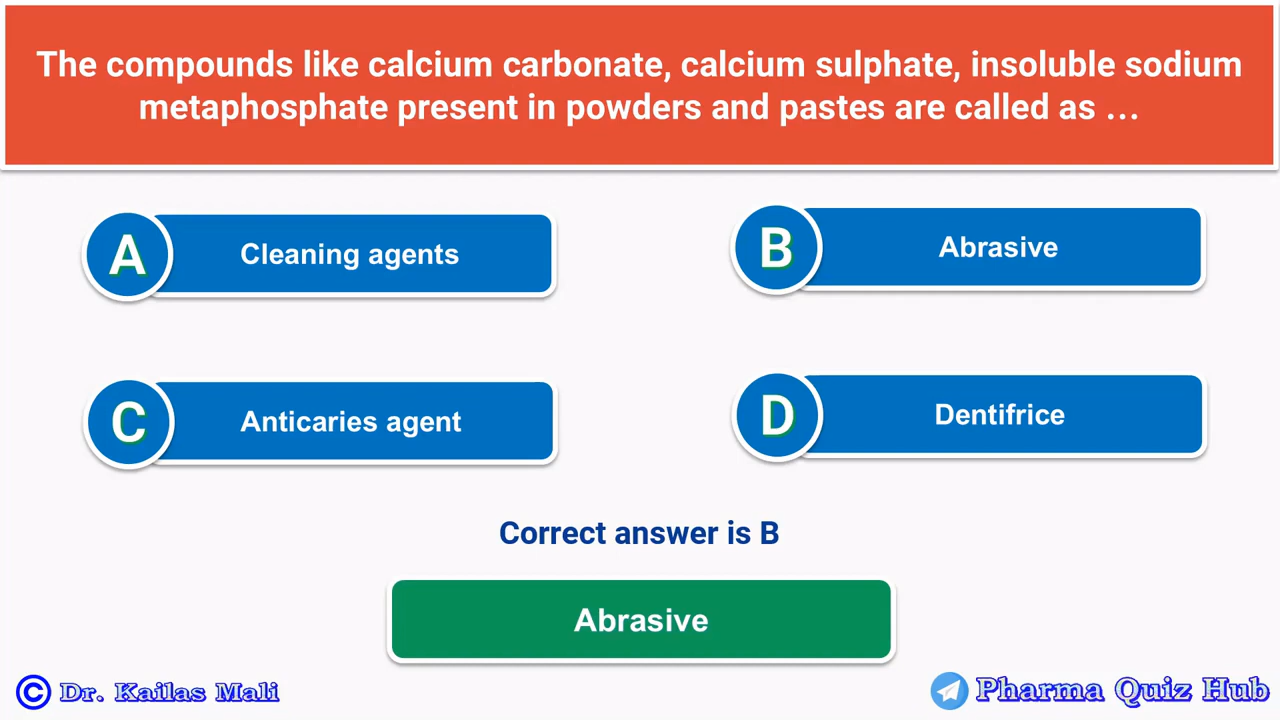 The compounds like calcium carbonate, calcium sulphate, insoluble sodium
metaphosphate present in powders and pastes are called as ...
A Cleaning agents
B Abrasive
C Anticaries agent
D Dentifrice
Correct answer is B
Abrasive
© Dr. Kailas Mali
Pharma Quiz Hub